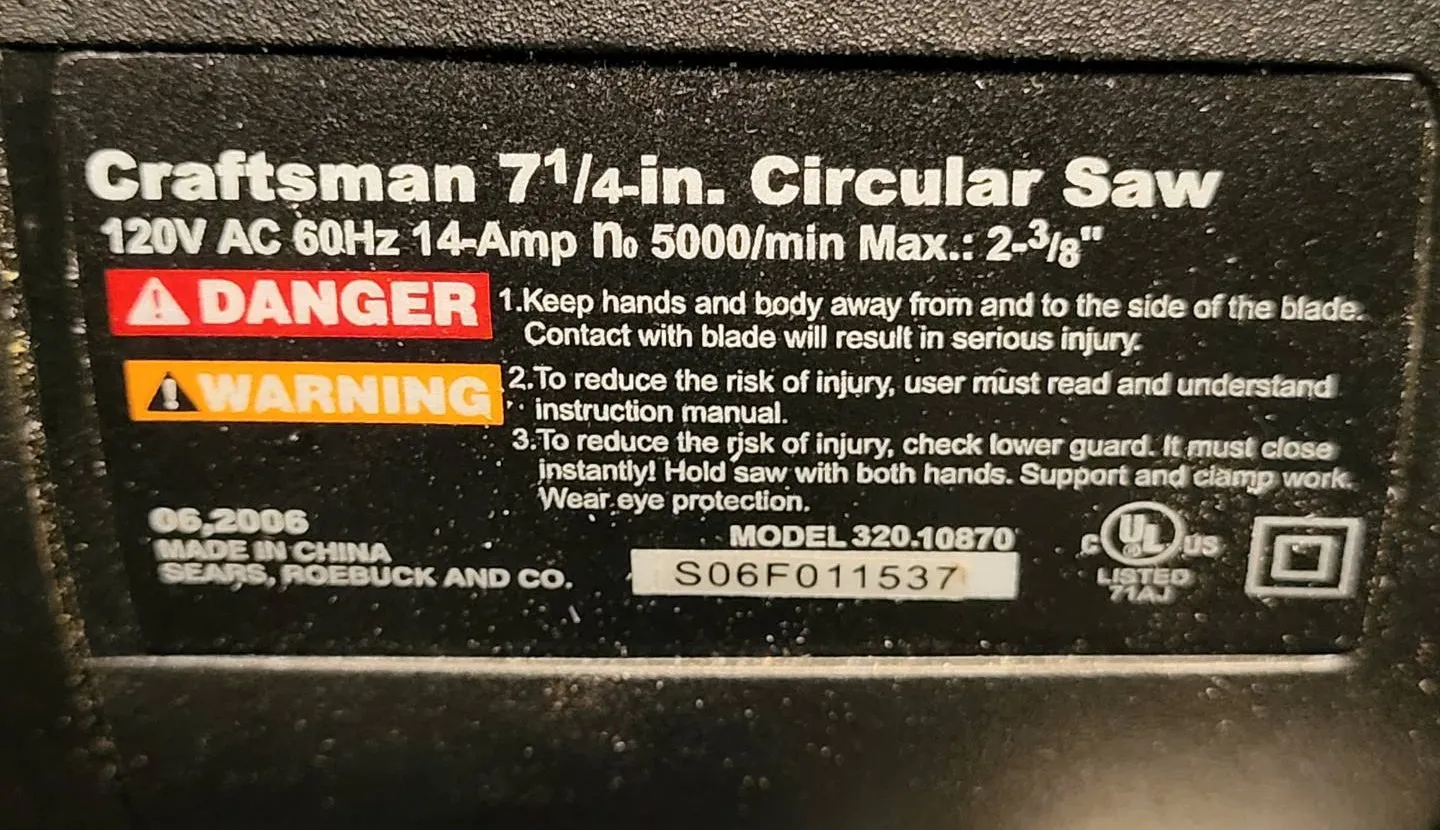 Craftsman 7 1/4-in. Circular Saw
120V AC 60Hz 14-Amp n₀ 5000/min Max.: 2-3/8"
DANGER
1.Keep hands and body away from and to the side of the blade.
Contact with blade will result in serious injury.
WARNING
2.To reduce the risk of injury, user must read and understand
instruction manual.
3.To reduce the risk of injury, check lower guard. It must close
instantly! Hold saw with both hands. Support and clamp work.
Wear eye protection.
06,2006
MADE IN CHINA
SEARS, ROEBUCK AND CO.
MODEL 320.10870
S06F011537
C UL US
LISTED
71AJ